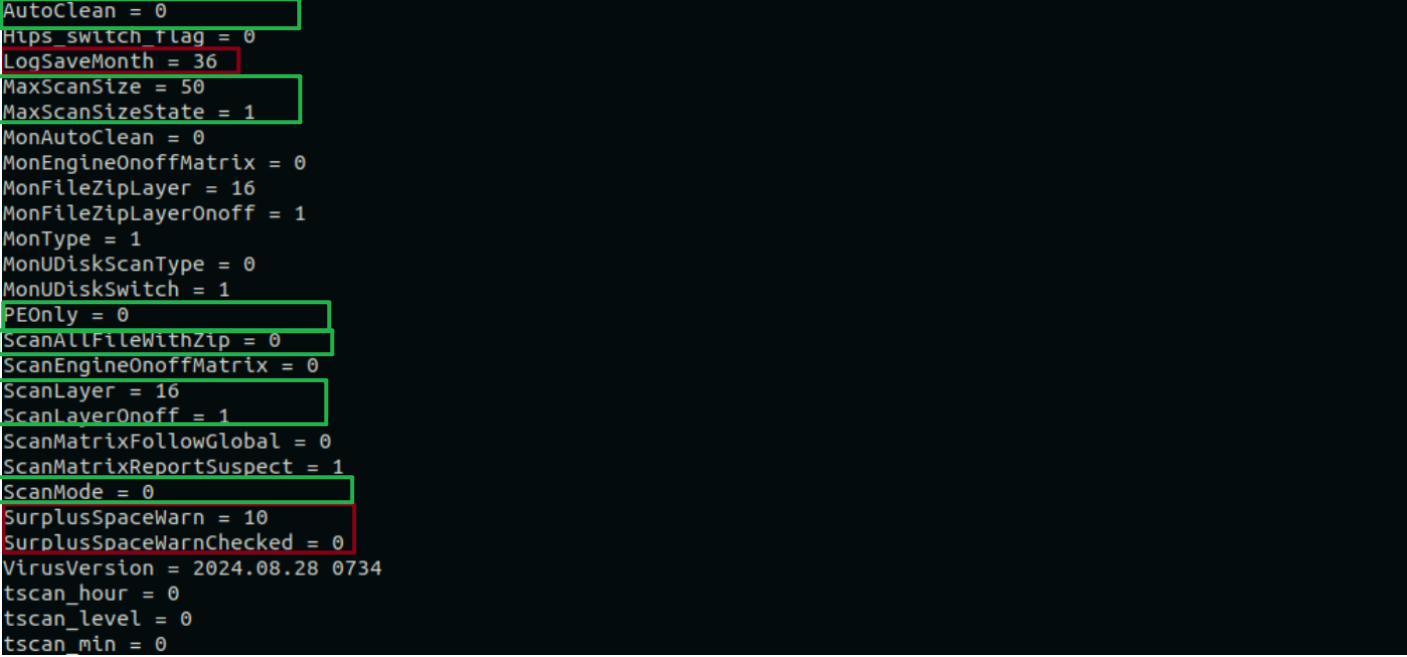 AutoClean = 0
Hips_switch_flag = 0
LogSaveMonth = 36
MaxScanSize = 50
MaxScanSizeState = 1
MonAutoClean = 0
MonEngineOnoffMatrix = 0
MonFileZipLayer = 16
MonFileZipLayerOnoff = 1
MonType = 1
MonUDiskScanType = 0
MonUDiskSwitch = 1
PEOnly = 0
ScanAllFileWithZip = 0
ScanEngineOnoffMatrix = 0
ScanLayer = 16
ScanLayerOnoff = 1
ScanMatrixFollowGlobal = 0
ScanMatrixReportSuspect = 1
ScanMode = 0
SurplusSpaceWarn = 10
SurplusSpaceWarnChecked = 0
VirusVersion = 2024.08.28 0734
tscan_hour = 0
tscan_level = 0
tscan_min = 0